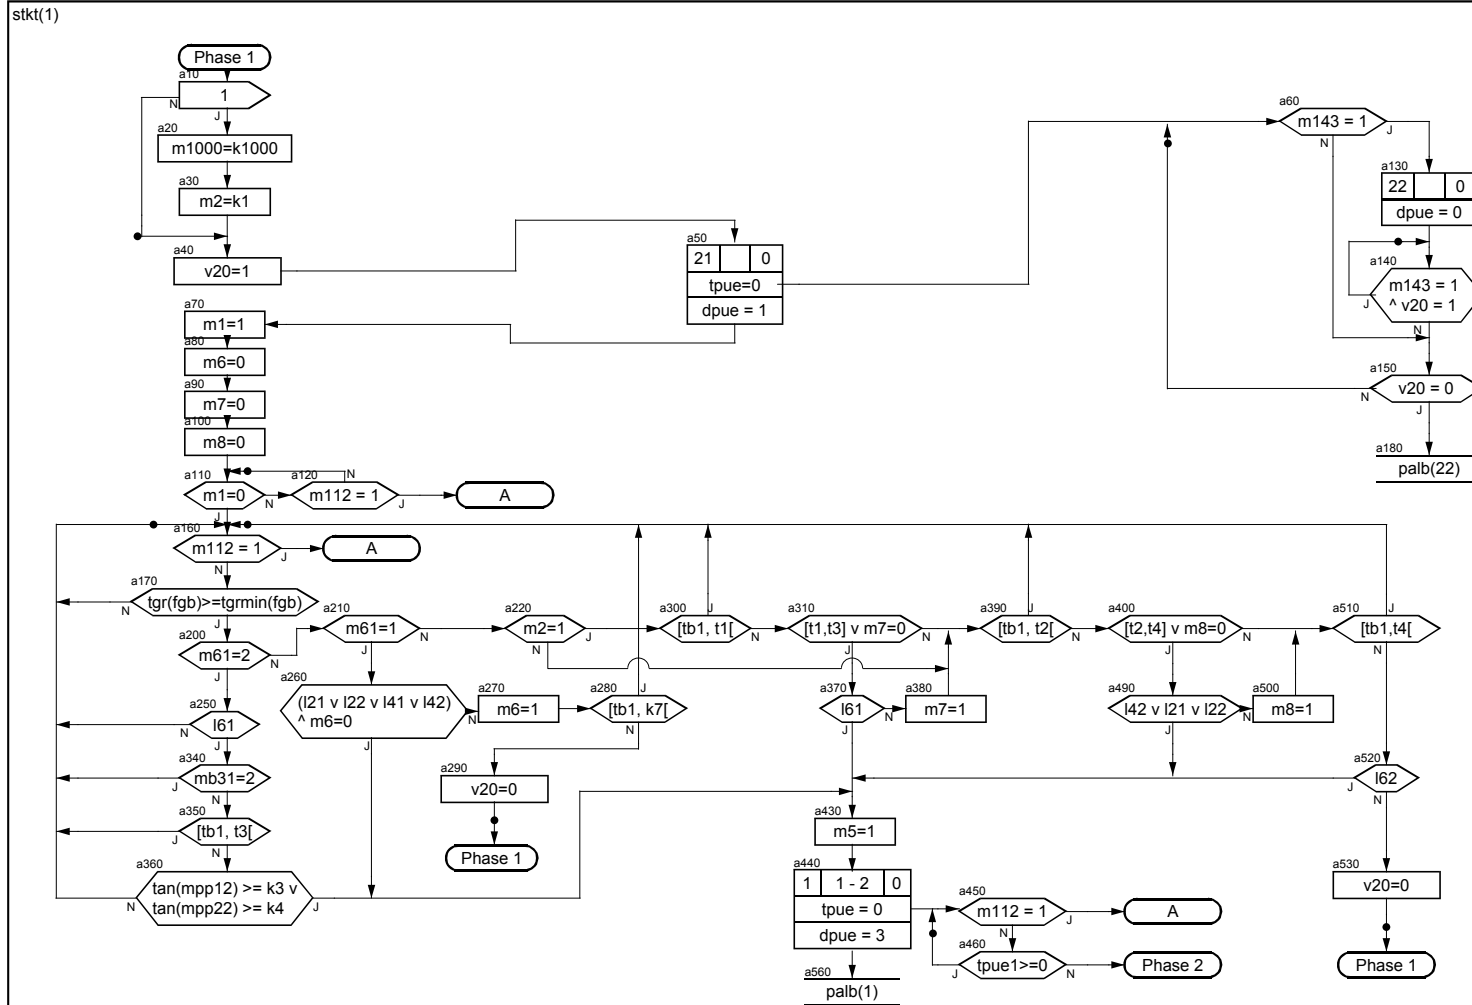 stkt(1)
Phase 1
a10
1
N
J
a20
m1000=k1000
a30
m2=k1
a40
v20=1
a50
21
0
tpue=0
dpue = 1
a60
m143 = 1
J
N
a130
22
0
dpue = 0
a140
m143 = 1
^ v20 = 1
J
N
a150
v20 = 0
N
J
a180
palb(22)
a70
m1=1
a80
m6=0
a90
m7=0
a100
m8=0
a110
m1=0
N
J
a120
N
m112 = 1
J
A
a160
m112 = 1
J
N
A
a170
tgr(fgb)>=tgrmin(fgb)
N
J
a200
m61=2
N
J
a210
m61=1
N
J
a220
m2=1
J
N
a300
J
[tb1, t1[
N
a310
[t1,t3] v m7=0
N
J
a390
J
[tb1, t2[
N
a400
[t2,t4] v m8=0
N
J
a510
J
[tb1,t4[
N
a250
l61
N
J
a260
(l21 v l22 v l41 v l42)
^ m6=0
N
J
a270
m6=1
a280
J
[tb1, k7[
N
a370
l61
N
J
a380
m7=1
a490
l42 v l21 v l22
N
J
a500
m8=1
a340
mb31=2
J
N
a290
v20=0
Phase 1
a520
l62
J
N
a350
[tb1, t3[
J
N
a360
tan(mpp12) >= k3 v
tan(mpp22) >= k4
N
J
a430
m5=1
a440
1
1 - 2
0
tpue = 0
dpue = 3
a450
m112 = 1
J
N
A
a460
tpue1>=0
J
N
Phase 2
a530
v20=0
Phase 1
a560
palb(1)